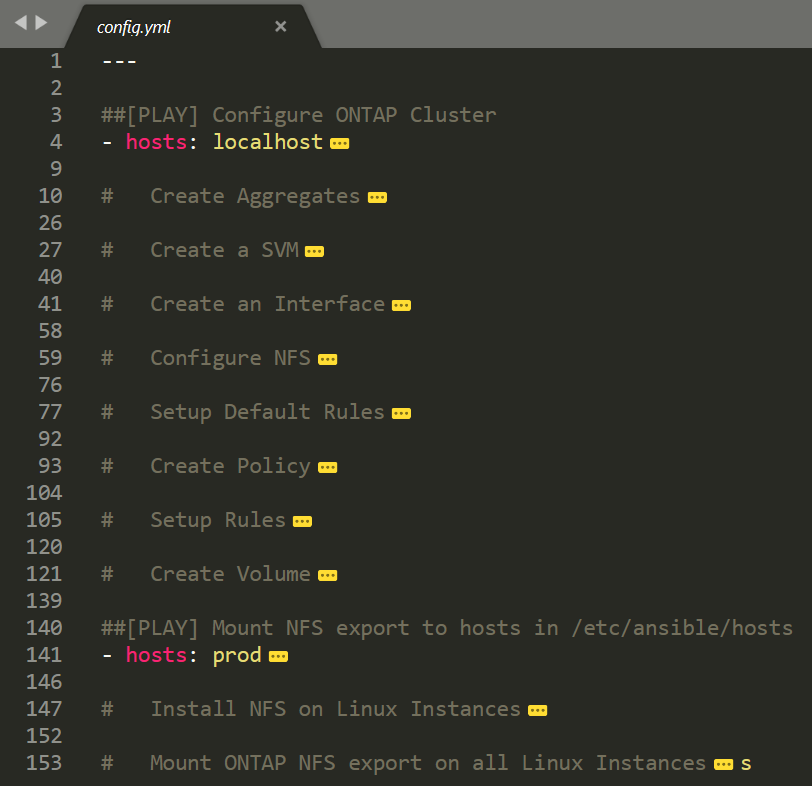 config.yml
1 ---
2
3 ##[PLAY] Configure ONTAP Cluster
4 - hosts: localhost
9
10 # Create Aggregates
26
27 # Create a SVM
40
41 # Create an Interface
58
59 # Configure NFS
76
77 # Setup Default Rules
92
93 # Create Policy
104
105 # Setup Rules
120
121 # Create Volume
139
140 ##[PLAY] Mount NFS export to hosts in /etc/ansible/hosts
141 - hosts: prod
146
147 # Install NFS on Linux Instances
152
153 # Mount ONTAP NFS export on all Linux Instances s